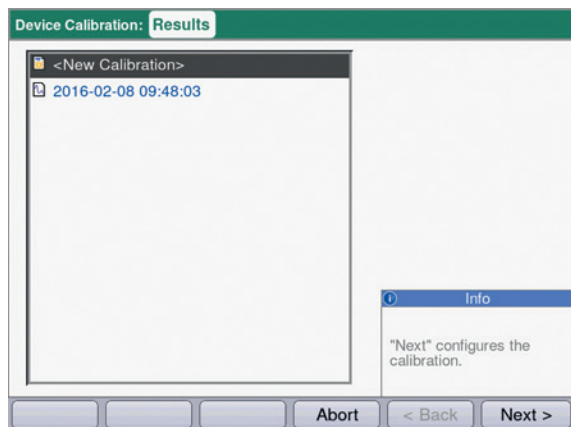 Device Calibration: Results
<New Calibration>
2016-02-08 09:48:03
Info
"Next" configures the
calibration.
Abort
< Back
Next >